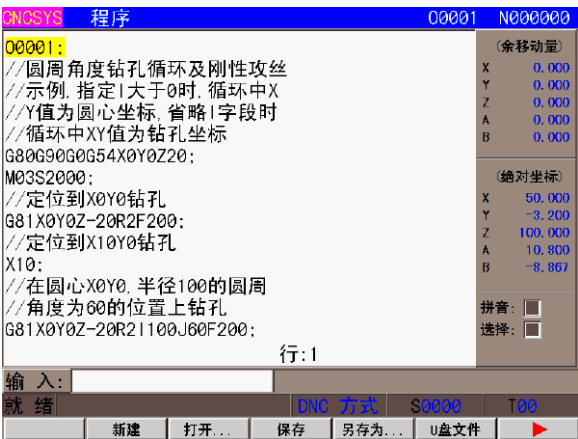 CNCSYS 程序 O0001 N000000
O0001;
//圆周角度钻孔循环及刚性攻丝
//示例,指定I大于0时,循环中X
//Y值为圆心坐标,省略I字段时
//循环中XY值为钻孔坐标
G80G90G0G54X0Y0Z20;
M03S2000;
//定位到X0Y0钻孔
G81X0Y0Z-20R2F200;
//定位到X10Y0钻孔
X10;
//在圆心X0Y0,半径100的圆周
//角度为60的位置上钻孔
G81X0Y0Z-20R2I100J60F200;
行:1
(余移动量)
X 0.000
Y 0.000
Z 0.000
A 0.000
B 0.000
(绝对坐标)
X 50.000
Y -3.200
Z 100.000
A 10.800
B -8.867
拼音:
选择:
输 入:
就 绪 DNC 方式 S0000 T00
新建 打开... 保存 另存为... U盘文件